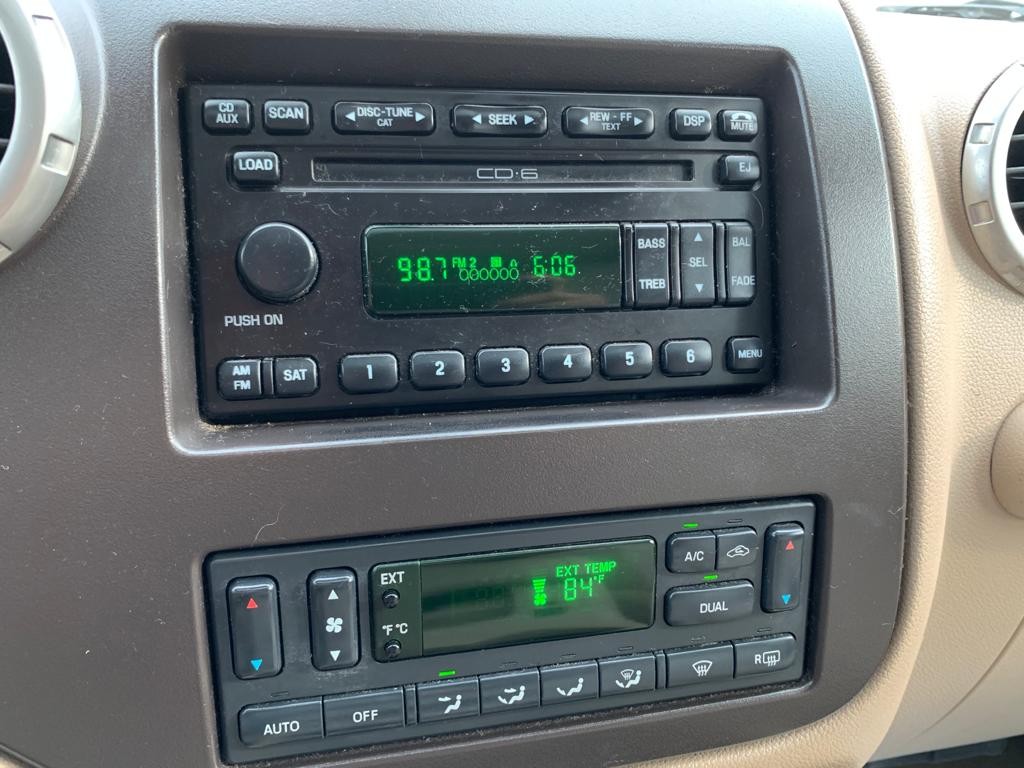 CD AUX
SCAN
DISC-TUNE
CAT
SEEK
REW - FF
TEXT
DSP
MUTE
LOAD
CD·6
EJ
98.7 FM 2 6:06
BASS
TREB
SEL
BAL
FADE
PUSH ON
AM
FM
SAT
1
2
3
4
5
6
MENU
EXT
°F °C
EXT TEMP
84°F
A/C
DUAL
AUTO
OFF
R